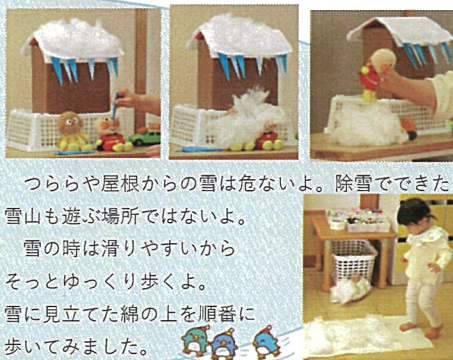 つららや屋根からの雪は危ないよ。除雪でできた
雪山も遊ぶ場所ではないよ。
雪の時は滑りやすいから
そっとゆっくり歩くよ。
雪に見立てた綿の上を順番に
歩いてみました。